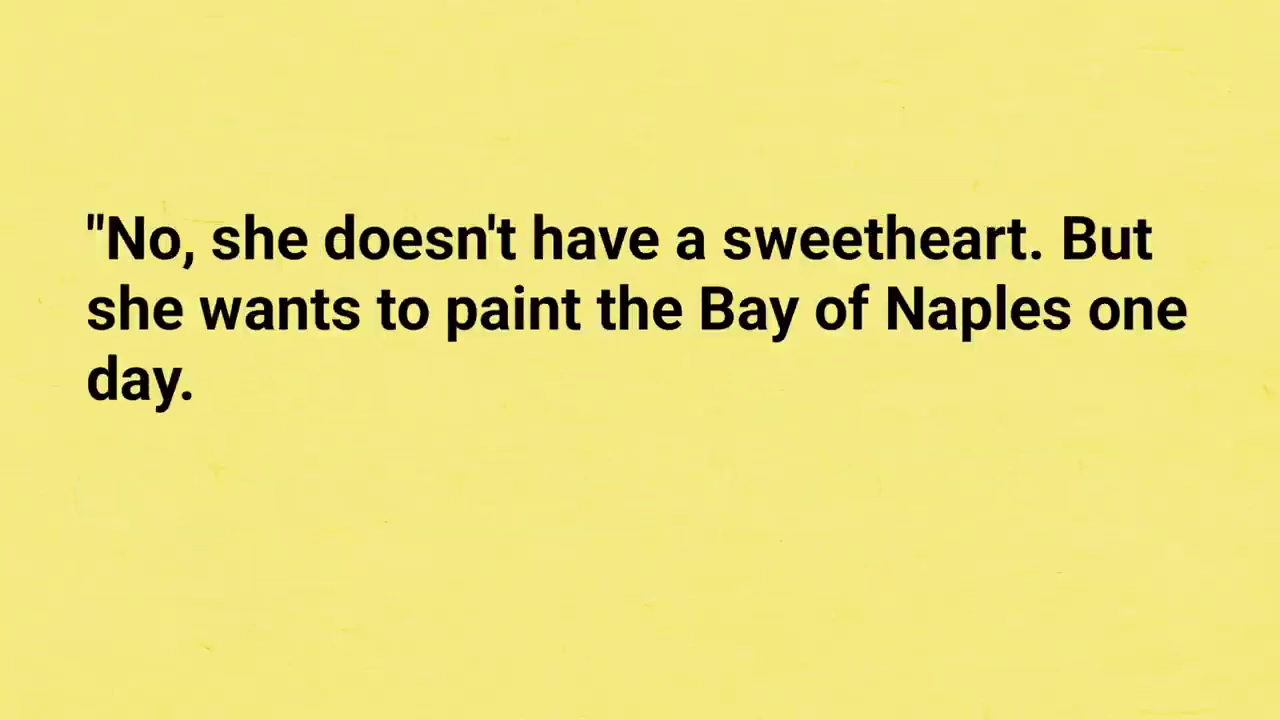 "No, she doesn't have a sweetheart. But
she wants to paint the Bay of Naples one
day.